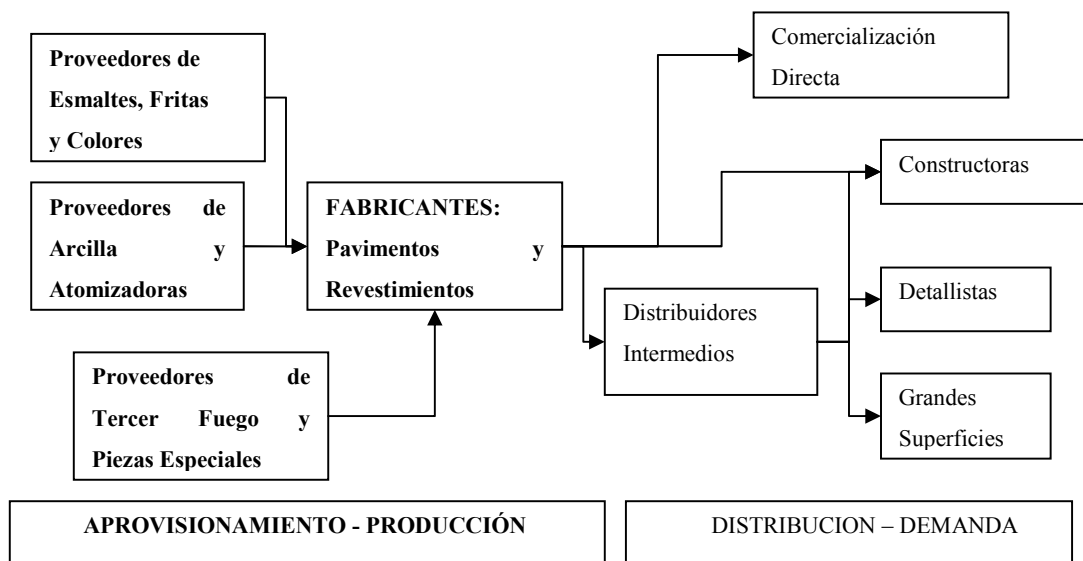 Proveedores de
Esmaltes, Fritas
y Colores
Proveedores de
Arcilla y
Atomizadoras
Proveedores de
Tercer Fuego y
Piezas Especiales
FABRICANTES:
Pavimentos y
Revestimientos
Distribuidores
Intermedios
Comercialización
Directa
Constructoras
Detallistas
Grandes
Superficies
APROVISIONAMIENTO - PRODUCCIÓN
DISTRIBUCION – DEMANDA